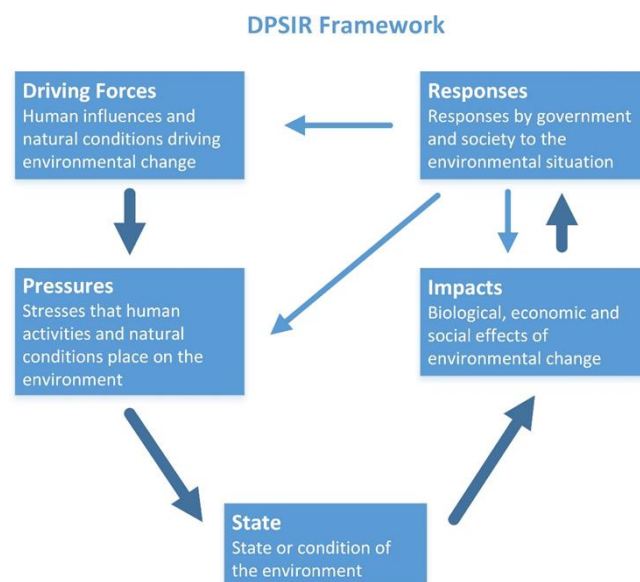 DPSIR Framework
Driving Forces
Human influences and
natural conditions driving
environmental change
Responses
Responses by government
and society to the
environmental situation
Pressures
Stresses that human
activities and natural
conditions place on the
environment
Impacts
Biological, economic and
social effects of
environmental change
State
State or condition of
the environment